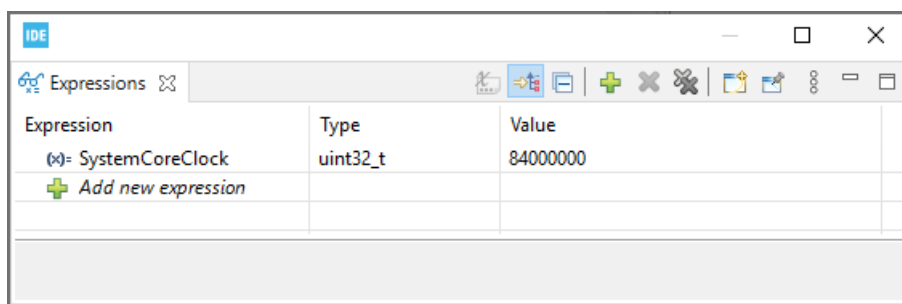 IDE
Expressions
Expression Type Value
(x)= SystemCoreClock uint32_t 84000000
Add new expression